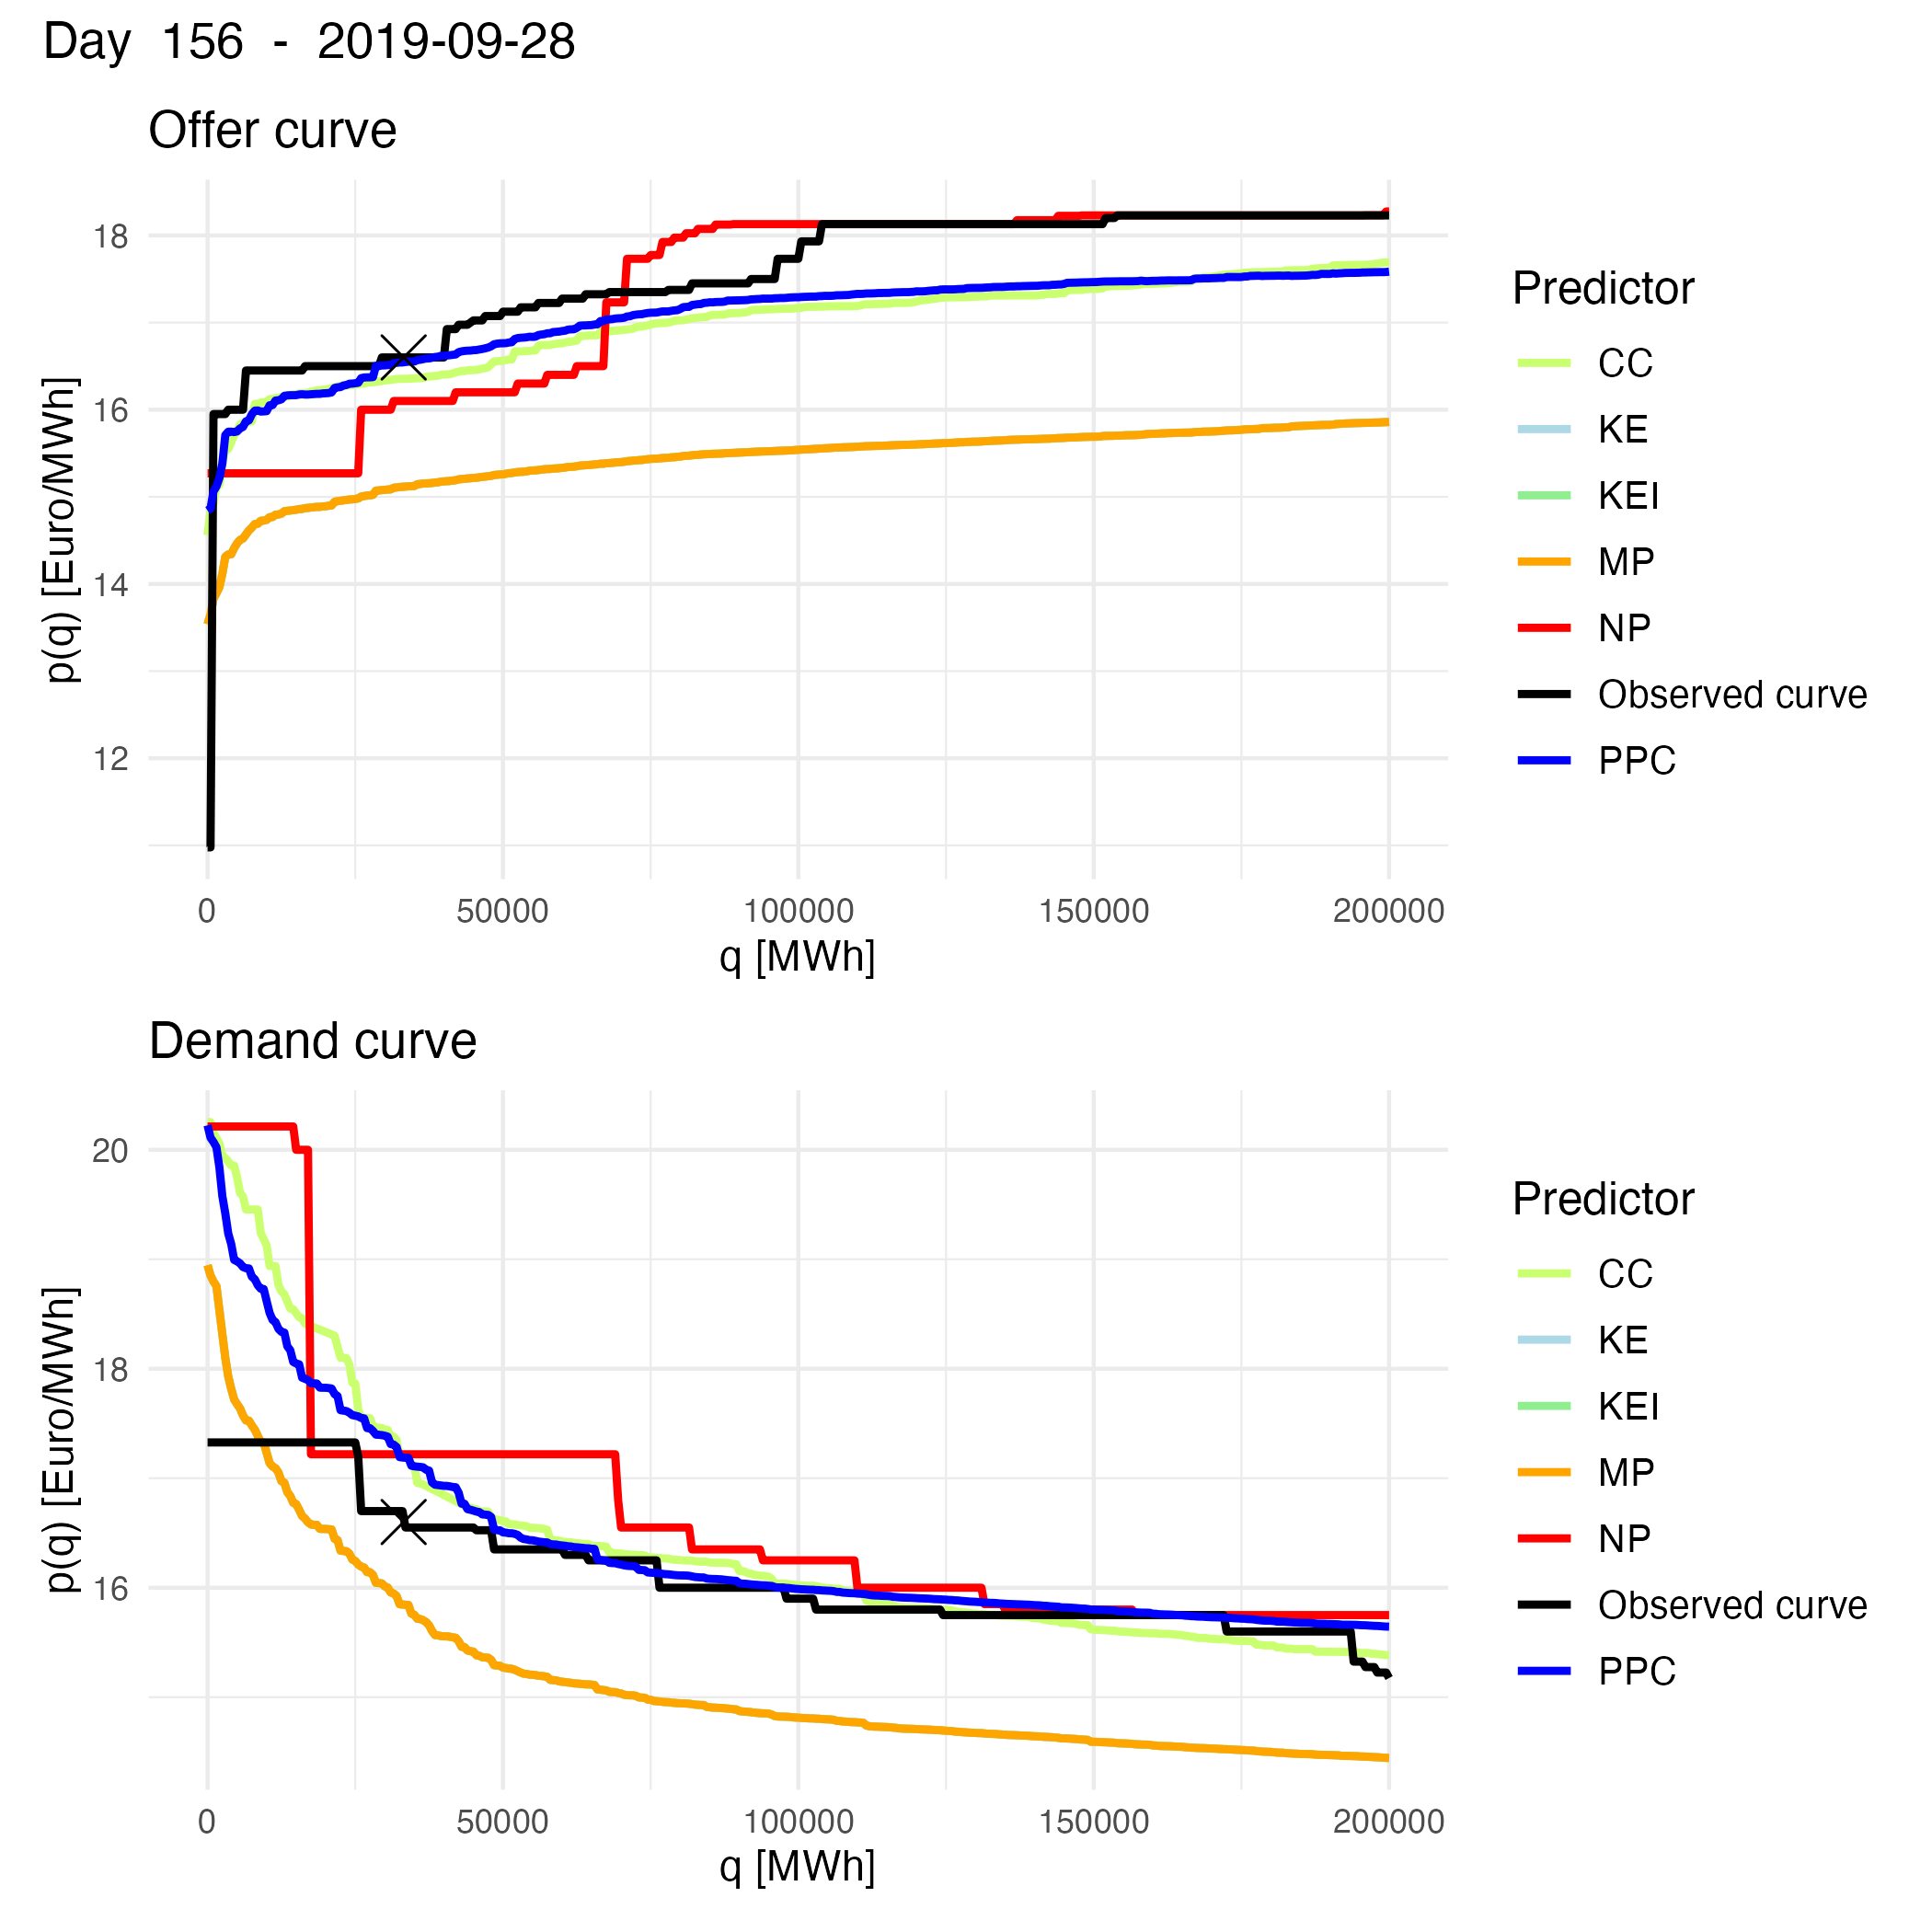 Day 156 - 2019-09-28
Offer curve
18
16
14
12
p(q) [Euro/MWh]
0 50000 100000 150000 200000
q [MWh]
Predictor
CC
KE
KEI
MP
NP
Observed curve
PPC
Demand curve
20
18
16
p(q) [Euro/MWh]
0 50000 100000 150000 200000
q [MWh]
Predictor
CC
KE
KEI
MP
NP
Observed curve
PPC